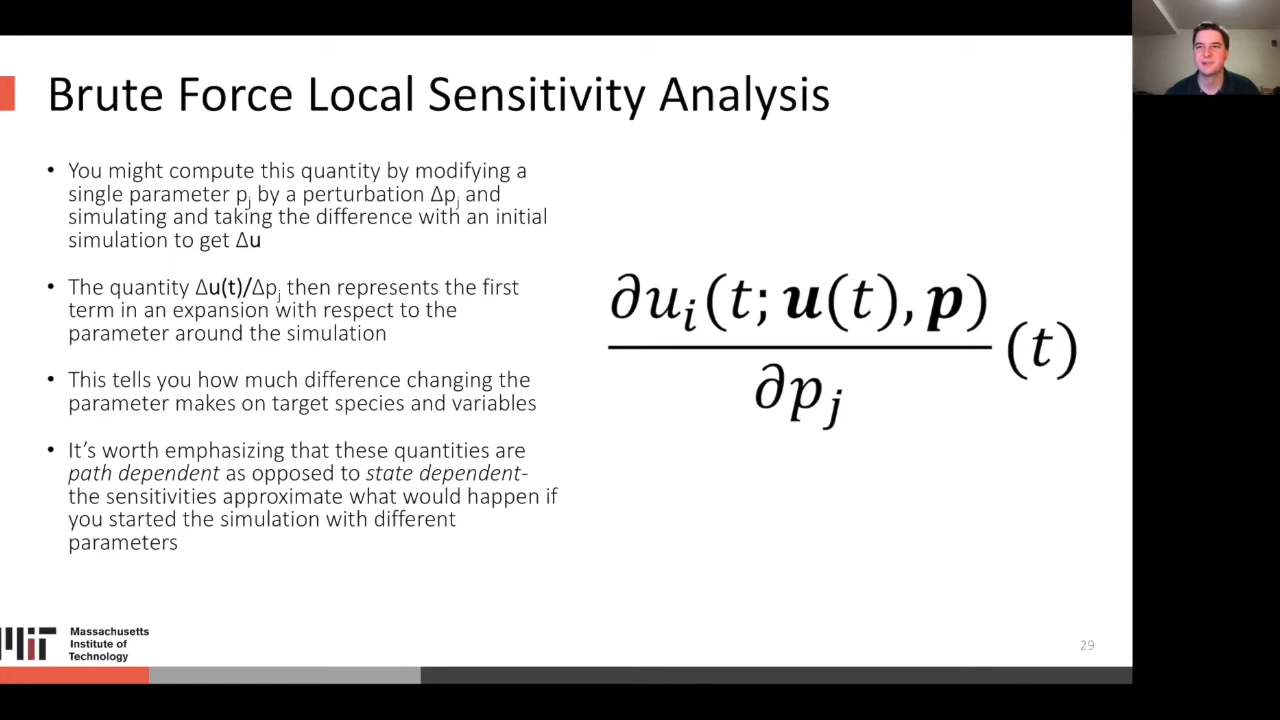 Brute Force Local Sensitivity Analysis
• You might compute this quantity by modifying a
single parameter pj by a perturbation Δpj and
simulating and taking the difference with an initial
simulation to get Δu
• The quantity Δu(t)/Δpj then represents the first
term in an expansion with respect to the
parameter around the simulation
• This tells you how much difference changing the
parameter makes on target species and variables
• It's worth emphasizing that these quantities are
path dependent as opposed to state dependent-
the sensitivities approximate what would happen if
you started the simulation with different
parameters
∂uᵢ(t; u(t), p)
(t)
∂pⱼ
Massachusetts
Institute of
Technology
29